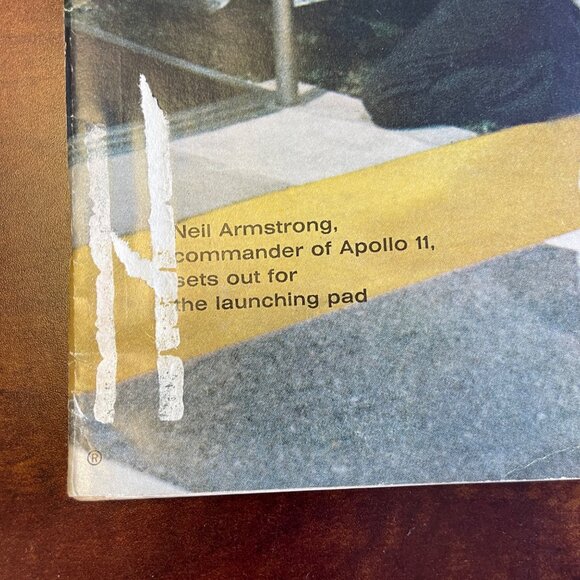 Neil Armstrong,
commander of Apollo 11,
sets out for
the launching pad
®